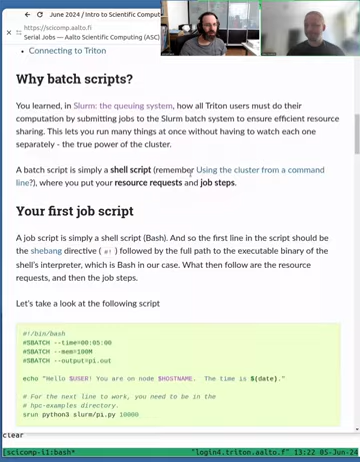 June 2024 / Intro to Scientific Comput
https://scicomp.aalto.fi
Serial Jobs — Aalto Scientific Computing (ASC)
Connecting to Triton
Why batch scripts?
You learned, in Slurm: the queuing system, how all Triton users must do their
computation by submitting jobs to the Slurm batch system to ensure efficient resource
sharing. This lets you run many things at once without having to watch each one
separately - the true power of the cluster.
A batch script is simply a shell script (remember Using the cluster from a command
line?), where you put your resource requests and job steps.
Your first job script
A job script is simply a shell script (Bash). And so the first line in the script should be
the shebang directive ( #! ) followed by the full path to the executable binary of the
shell's interpreter, which is Bash in our case. What then follow are the resource
requests, and then the job steps.
Let's take a look at the following script
#!/bin/bash
#SBATCH --time=00:05:00
#SBATCH --mem=100M
#SBATCH --output=pi.out
echo "Hello $USER! You are on node $HOSTNAME.  The time is $(date)."
# For the next line to work, you need to be in the
# hpc-examples directory.
srun python3 slurm/pi.py 10000
clear
scicomp-i1:bash* "login4.triton.aalto.f" 13:22 05-Jun-24